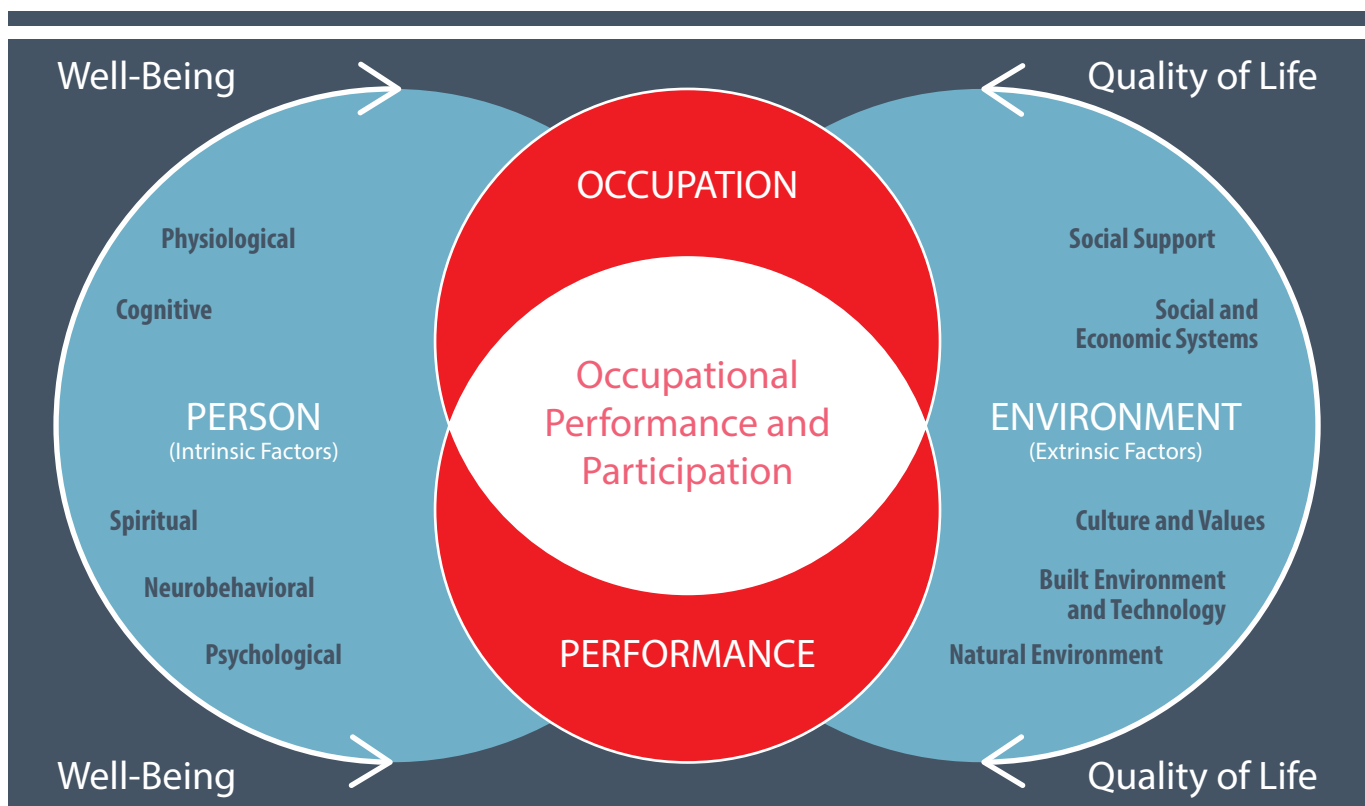 Well-Being
Quality of Life
OCCUPATION
Physiological
Social Support
Cognitive
Social and
Economic Systems
Occupational
Performance and
Participation
PERSON
(Intrinsic Factors)
ENVIRONMENT
(Extrinsic Factors)
Spiritual
Culture and Values
Neurobehavioral
Built Environment
and Technology
Psychological
PERFORMANCE
Natural Environment
Well-Being
Quality of Life